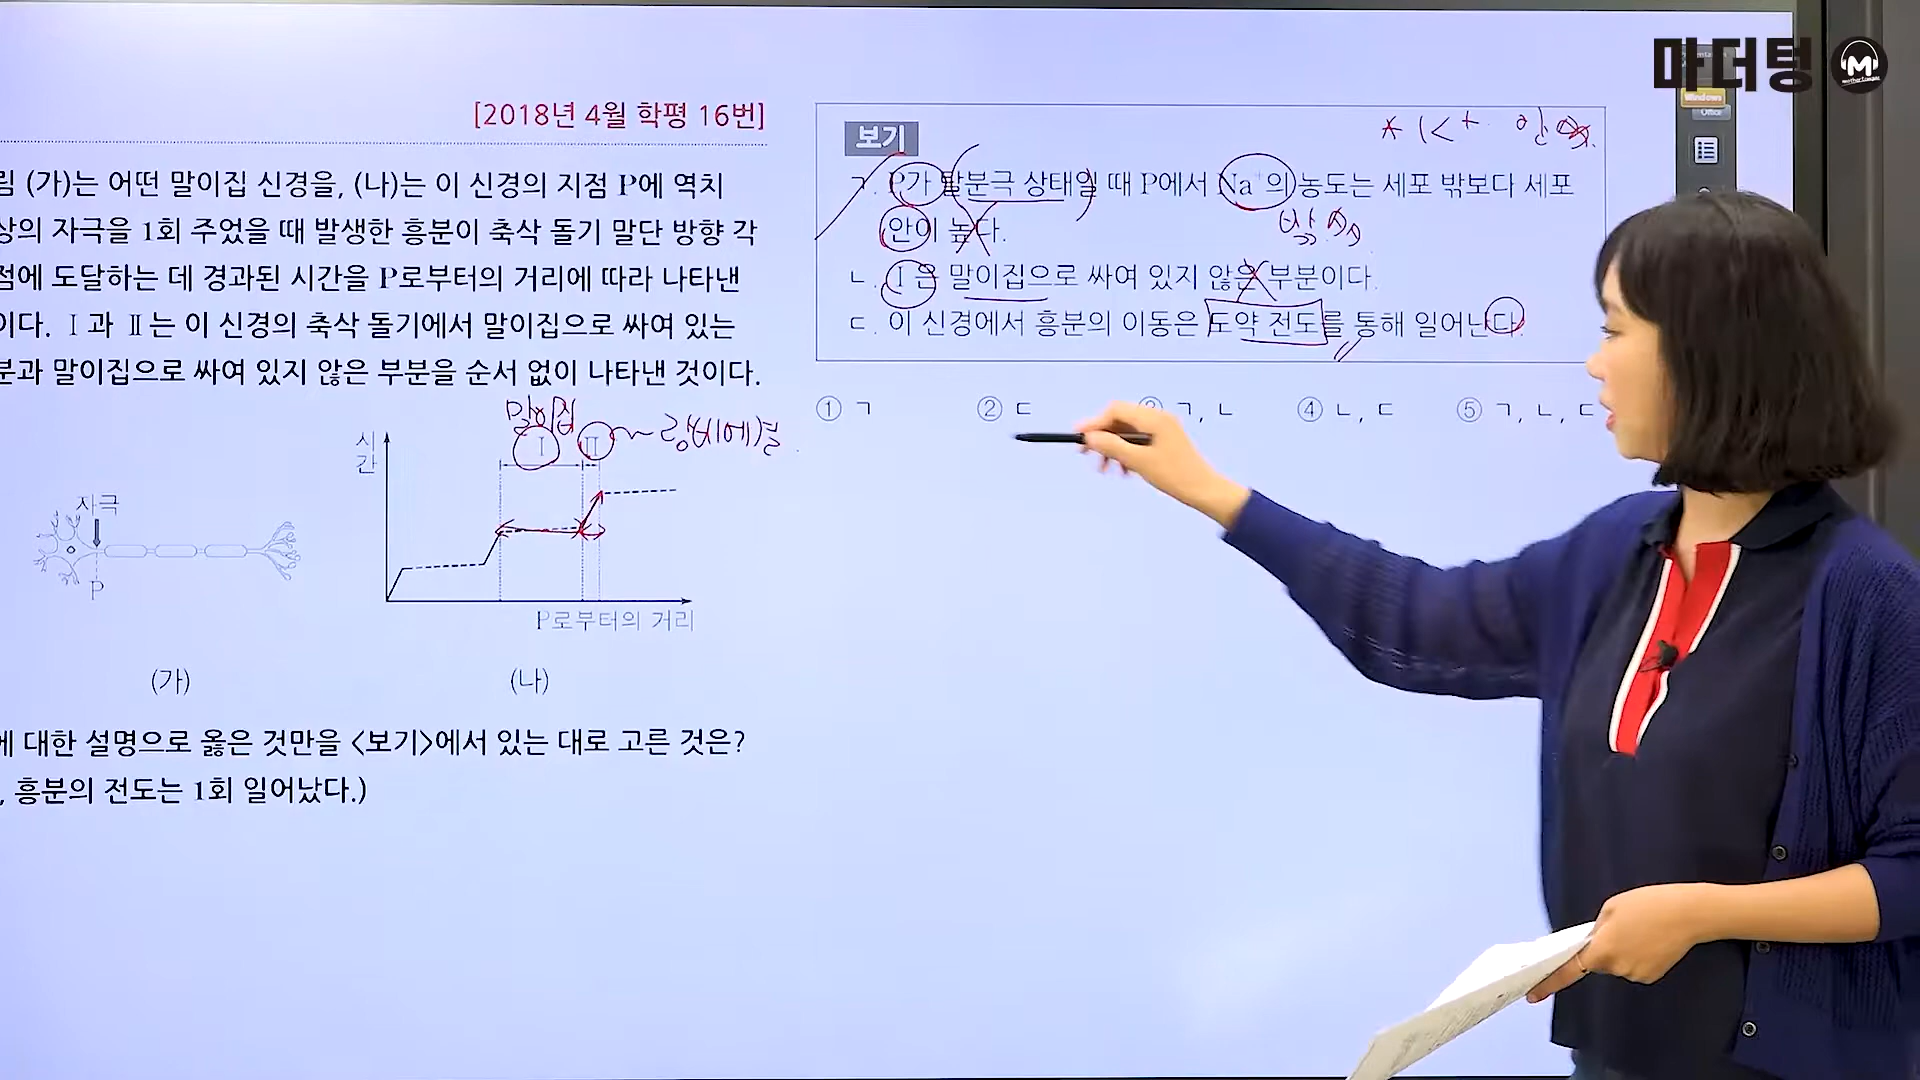 마더텅
[2018년 4월 학평 16번]
림 (가)는 어떤 말이집 신경을, (나)는 이 신경의 지점 P에 역치
상의 자극을 1회 주었을 때 발생한 흥분이 축삭 돌기 말단 방향 각
점에 도달하는 데 경과된 시간을 P로부터의 거리에 따라 나타낸
이다. Ⅰ과 Ⅱ는 이 신경의 축삭 돌기에서 말이집으로 싸여 있는
분과 말이집으로 싸여 있지 않은 부분을 순서 없이 나타낸 것이다.
말이집
Ⅰ Ⅱ 랑비에결절
시간
자극
P
P로부터의 거리
(가) (나)
에 대한 설명으로 옳은 것만을 <보기>에서 있는 대로 고른 것은?
, 흥분의 전도는 1회 일어났다.)
보기
K+
ㄱ. P가 탈분극 상태일 때 P에서 Na+의 농도는 세포 밖보다 세포
안이 높다.
ㄴ. Ⅰ은 말이집으로 싸여 있지 않은 부분이다.
ㄷ. 이 신경에서 흥분의 이동은 도약 전도를 통해 일어난다.
① ㄱ ② ㄷ ③ ㄱ, ㄴ ④ ㄴ, ㄷ ⑤ ㄱ, ㄴ, ㄷ
Windows
Office